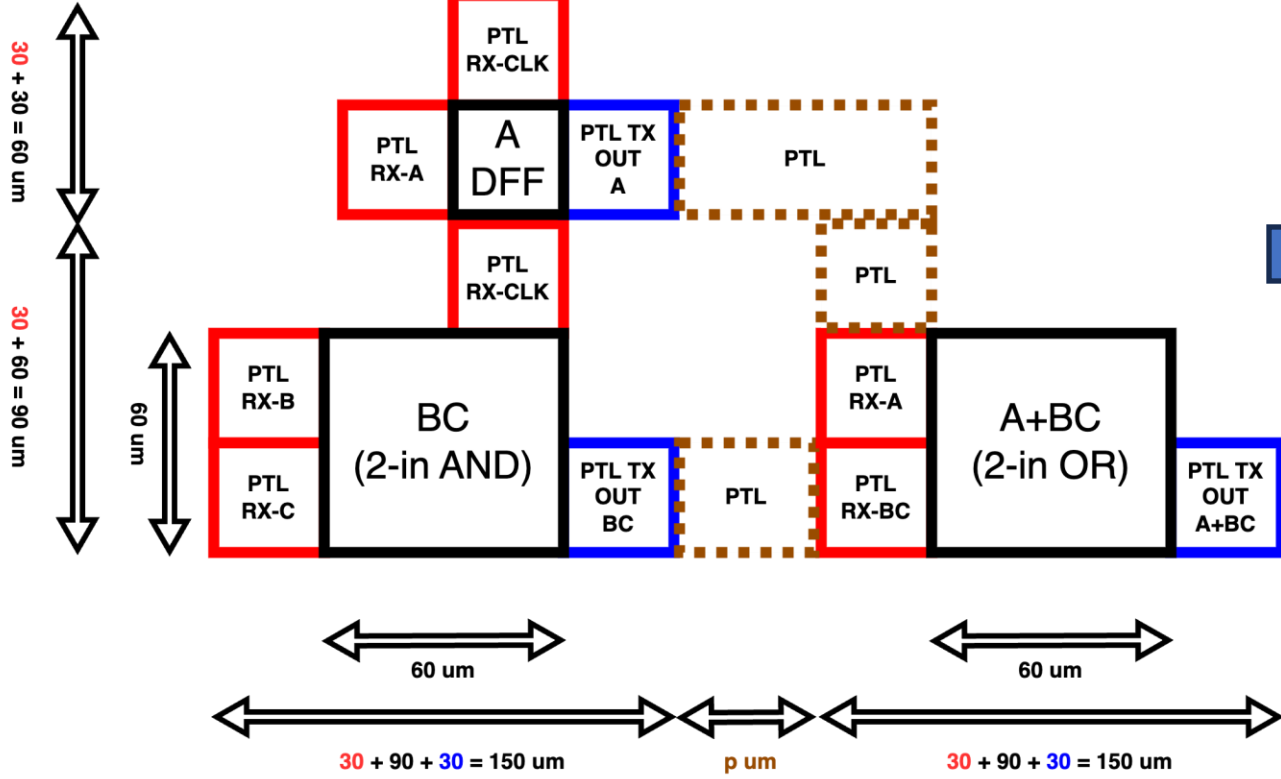 PTL
RX-CLK
30 + 30 = 60 um
PTL
RX-A
A
DFF
PTL TX
OUT
A
PTL
PTL
RX-CLK
PTL
30 + 60 = 90 um
60 um
PTL
RX-B
PTL
RX-C
BC
(2-in AND)
PTL TX
OUT
BC
PTL
PTL
RX-A
PTL
RX-BC
A+BC
(2-in OR)
PTL TX
OUT
A+BC
60 um
60 um
30 + 90 + 30 = 150 um
p um
30 + 90 + 30 = 150 um